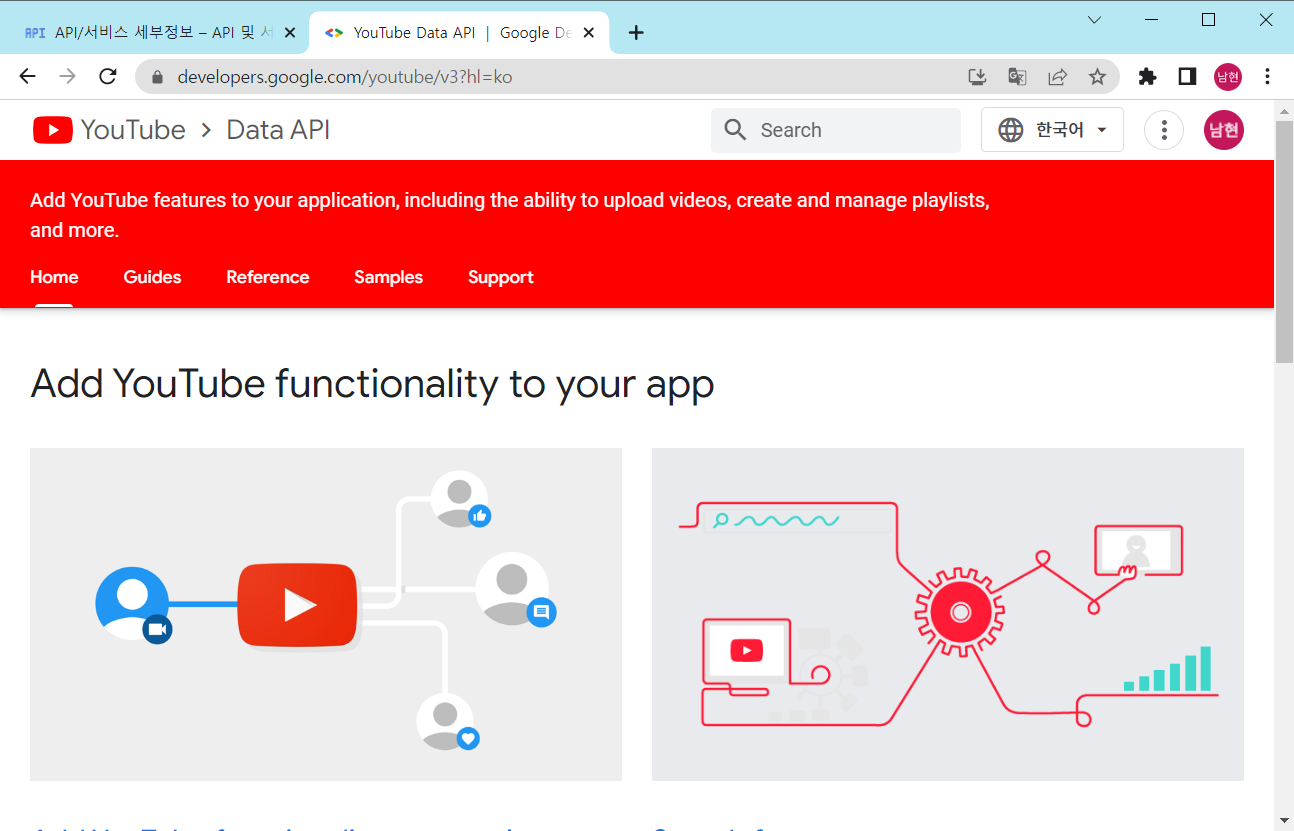 API API/서비스 세부정보 – API 및 서
YouTube Data API | Google De
developers.google.com/youtube/v3?hl=ko
남현
YouTube > Data API
Search
한국어
남현
Add YouTube features to your application, including the ability to upload videos, create and manage playlists,
and more.
Home Guides Reference Samples Support
Add YouTube functionality to your app